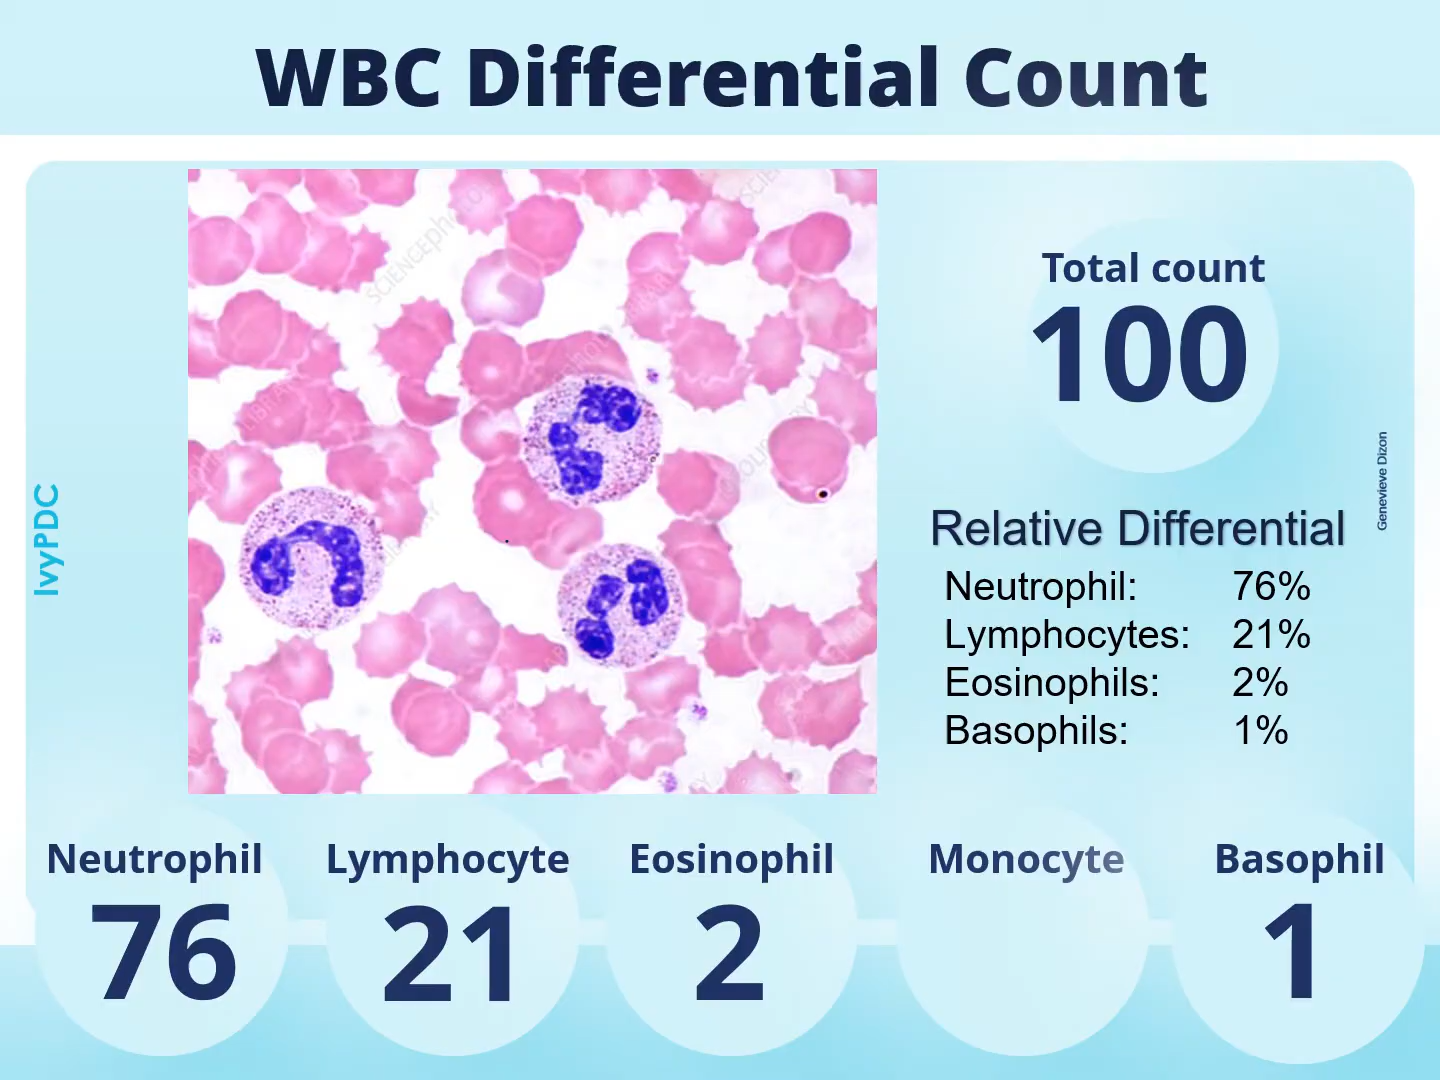 WBC Differential Count
SCIENCEphOTO
Total count
100
IvyPDC
Genevieve Dizon
Relative Differential
Neutrophil: 76%
Lymphocytes: 21%
Eosinophils: 2%
Basophils: 1%
Neutrophil
76
Lymphocyte
21
Eosinophil
2
Monocyte
Basophil
1